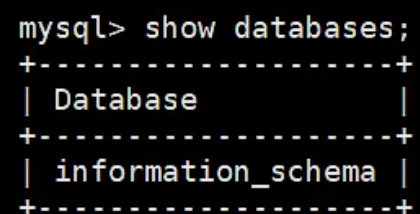 mysql> show databases;
+--------------------+
| Database           |
+--------------------+
| information_schema |
+--------------------+